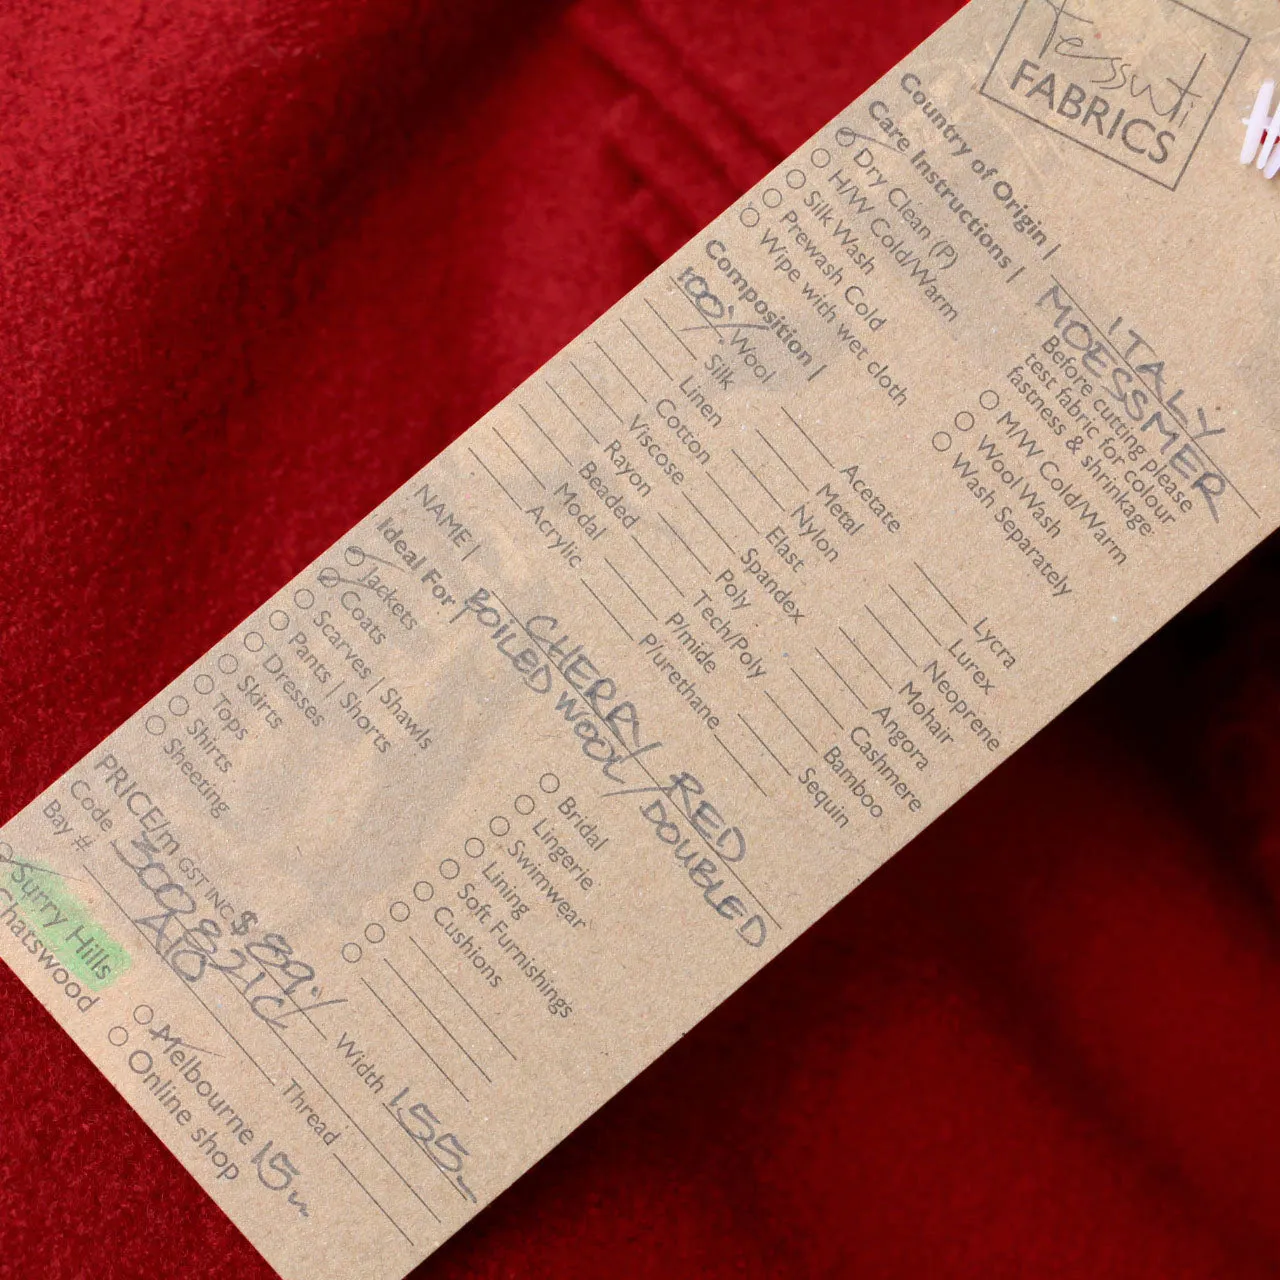 Tessuti
FABRICS
Country of Origin | ITALY
MOESSMER
Care Instructions |
Before cutting please
test fabric for colour
fastness & shrinkage
Dry Clean (P)
H/W Cold/Warm
Silk Wash
Prewash Cold
Wipe with wet cloth
M/W Cold/Warm
Wool Wash
Wash Separately
Composition |
100% Wool
Silk
Linen
Cotton
Viscose
Rayon
Beaded
Modal
Acrylic
Acetate
Metal
Nylon
Elast
Spandex
Poly
Tech/Poly
P/mide
P/urethane
Lycra
Lurex
Neoprene
Mohair
Angora
Cashmere
Bamboo
Sequin
NAME | CHERRY RED
BOILED WOOL / DOUBLED
Ideal For
Jackets
Coats
Scarves | Shawls
Pants | Shorts
Dresses
Skirts
Tops
Shirts
Sheeting
Bridal
Lingerie
Swimwear
Lining
Soft Furnishings
Cushions
PRICE/m GST INC $ 89.- Width 1.55m
Code
Bay # A10 Thread
Surry Hills
Chatswood
Melbourne 15m
Online shop